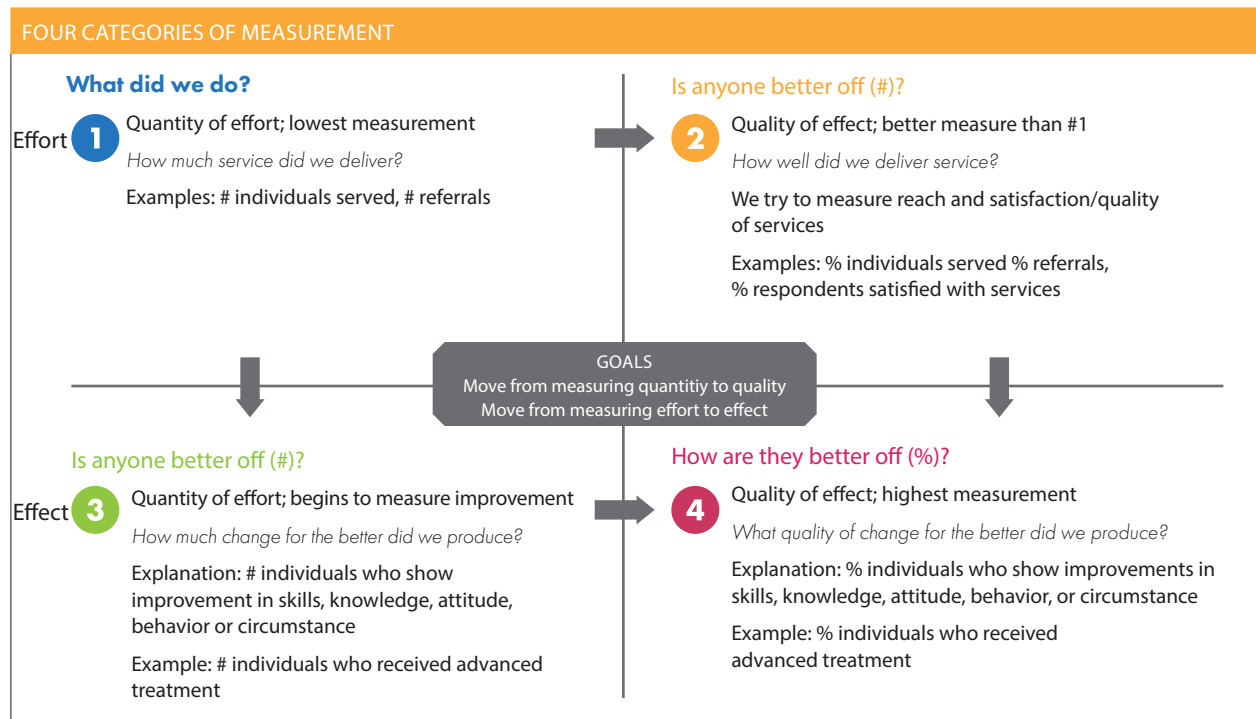 FOUR CATEGORIES OF MEASUREMENT
What did we do?
Effort
1
Quantity of effort; lowest measurement
How much service did we deliver?
Examples: # individuals served, # referrals
Is anyone better off (#)?
2
Quality of effect; better measure than #1
How well did we deliver service?
We try to measure reach and satisfaction/quality
of services
Examples: % individuals served % referrals,
% respondents satisfied with services
GOALS
Move from measuring quantitiy to quality
Move from measuring effort to effect
Is anyone better off (#)?
Effect
3
Quantity of effort; begins to measure improvement
How much change for the better did we produce?
Explanation: # individuals who show
improvement in skills, knowledge, attitude,
behavior or circumstance
Example: # individuals who received advanced
treatment
How are they better off (%)?
4
Quality of effect; highest measurement
What quality of change for the better did we produce?
Explanation: % individuals who show improvements in
skills, knowledge, attitude, behavior, or circumstance
Example: % individuals who received
advanced treatment